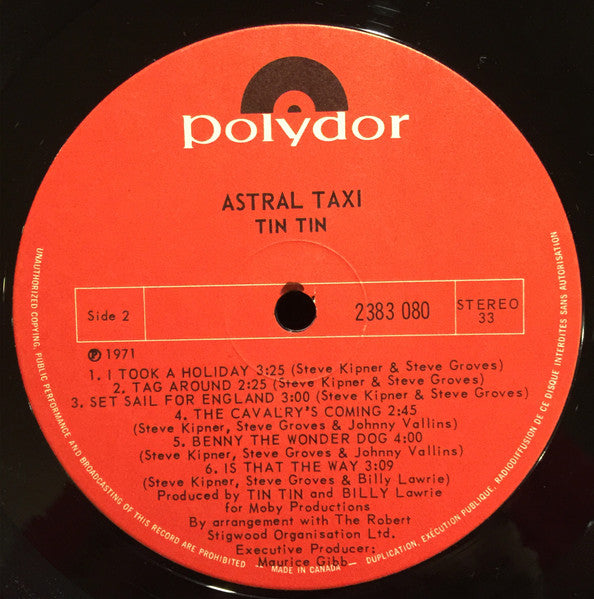 polydor
ASTRAL TAXI
TIN TIN
Side 2
2383 080
STEREO
33
℗ 1971
1. I TOOK A HOLIDAY 3:25 (Steve Kipner & Steve Groves)
2. TAG AROUND 2:25 (Steve Kipner & Steve Groves)
3. SET SAIL FOR ENGLAND 3:00 (Steve Kipner & Steve Groves)
4. THE CAVALRY'S COMING 2:45
(Steve Kipner, Steve Groves & Johnny Vallins)
5. BENNY THE WONDER DOG 4:00
(Steve Kipner, Steve Groves & Johnny Vallins)
6. IS THAT THE WAY 3:09
(Steve Kipner, Steve Groves & Billy Lawrie)
Produced by TIN TIN and BILLY Lawrie
for Moby Productions
By arrangement with The Robert
Stigwood Organisation Ltd.
Executive Producer:
Maurice Gibb
UNAUTHORIZED COPYING, PUBLIC PERFORMANCE AND BROADCASTING OF THIS RECORD ARE PROHIBITED - MADE IN CANADA - DUPLICATION, EXÉCUTION PUBLIQUE, RADIODIFFUSION DE CE DISQUE INTERDITES SANS AUTORISATION